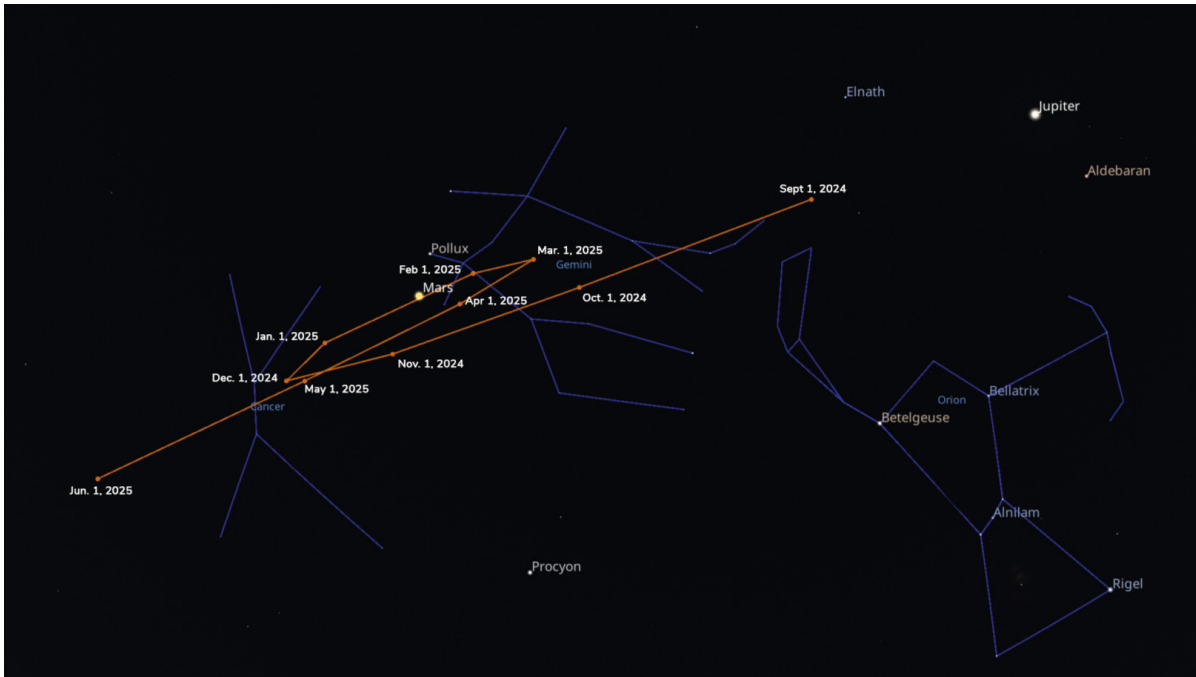 Elnath
Jupiter
Aldebaran
Sept 1, 2024
Pollux
Mar. 1, 2025
Gemini
Feb 1, 2025
Mars
Apr 1, 2025
Oct. 1, 2024
Jan. 1, 2025
Nov. 1, 2024
Dec. 1, 2024
May 1, 2025
Cancer
Bellatrix
Orion
Betelgeuse
Jun. 1, 2025
Alnilam
Procyon
Rigel